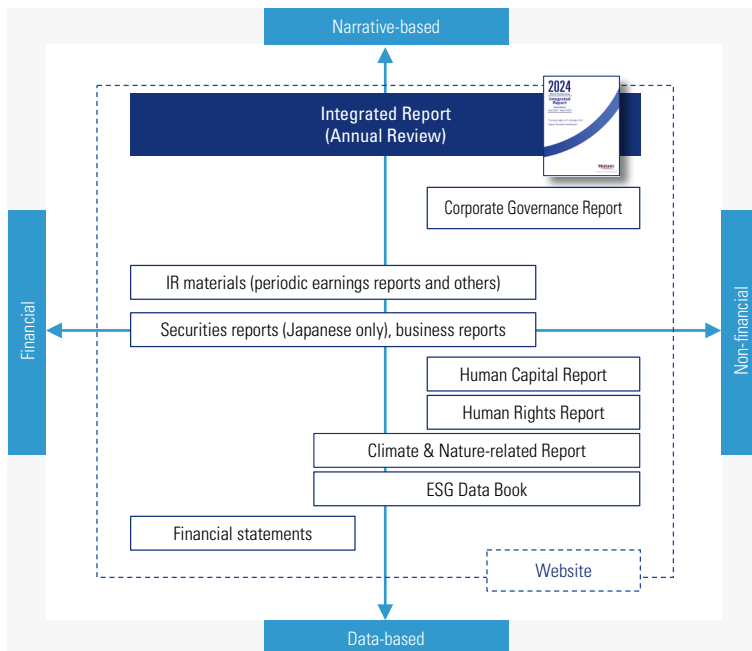 Narrative-based
2024
Integrated
Report
Integrated Report
(Annual Review)
MIZUHO
Corporate Governance Report
IR materials (periodic earnings reports and others)
Financial
Securities reports (Japanese only), business reports
Non-financial
Human Capital Report
Human Rights Report
Climate & Nature-related Report
ESG Data Book
Financial statements
Website
Data-based